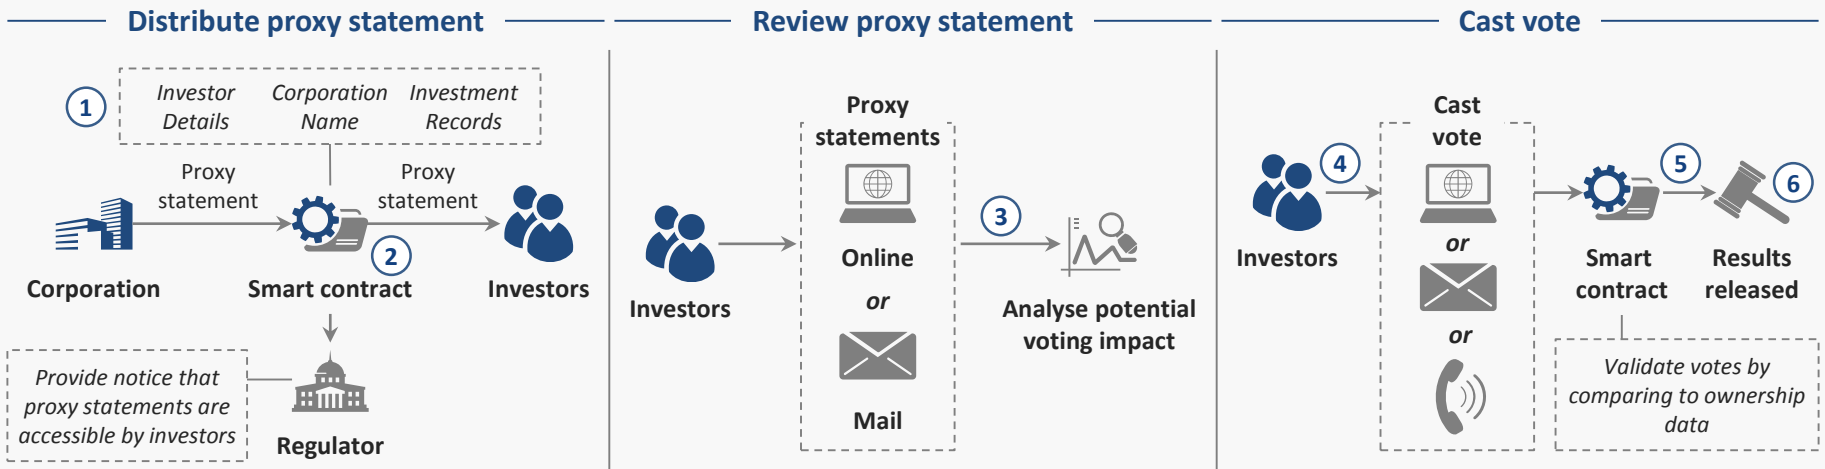 Distribute proxy statement
1
Investor Details
Corporation Name
Investment Records
Proxy statement
Proxy statement
2
Corporation
Smart contract
Investors
Provide notice that
proxy statements are
accessible by investors
Regulator
Review proxy statement
Proxy
statements
Investors
Online
or
Mail
3
Analyse potential
voting impact
Cast vote
Cast
vote
4
Investors
or
or
5
6
Smart
contract
Results
released
Validate votes by
comparing to ownership
data